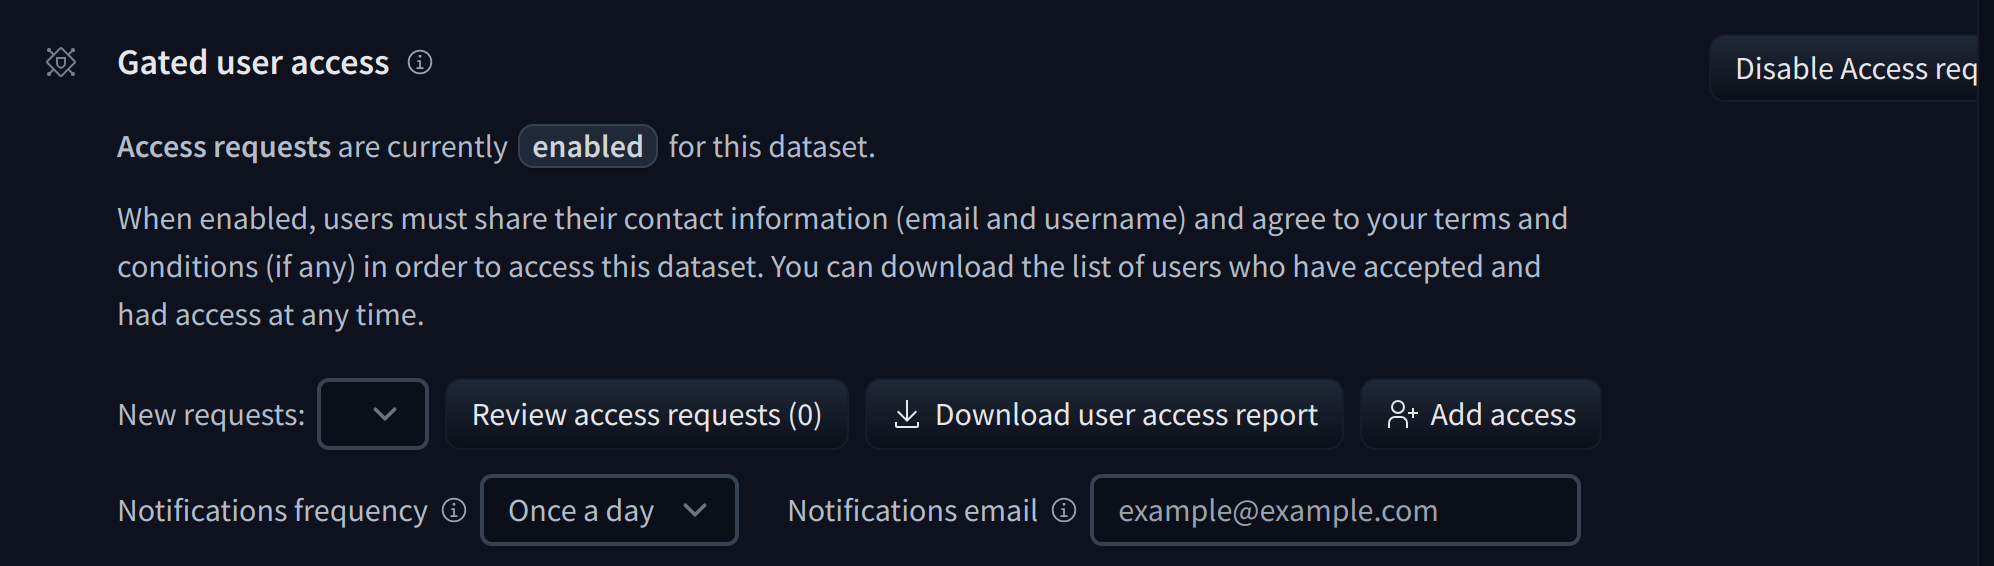 Gated user access
Disable Access req
Access requests are currently enabled for this dataset.
When enabled, users must share their contact information (email and username) and agree to your terms and
conditions (if any) in order to access this dataset. You can download the list of users who have accepted and
had access at any time.
New requests: Review access requests (0) Download user access report Add access
Notifications frequency Once a day Notifications email example@example.com